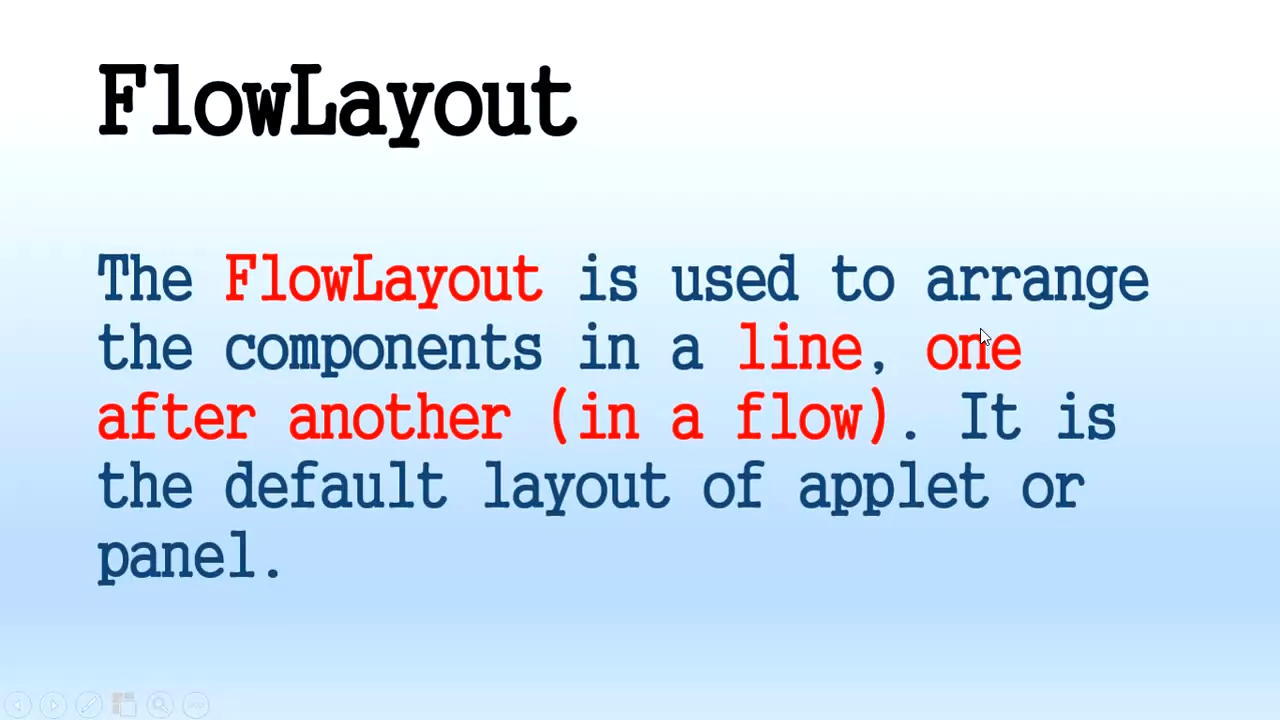 FlowLayout
The FlowLayout is used to arrange
the components in a line, one
after another (in a flow). It is
the default layout of applet or
panel.